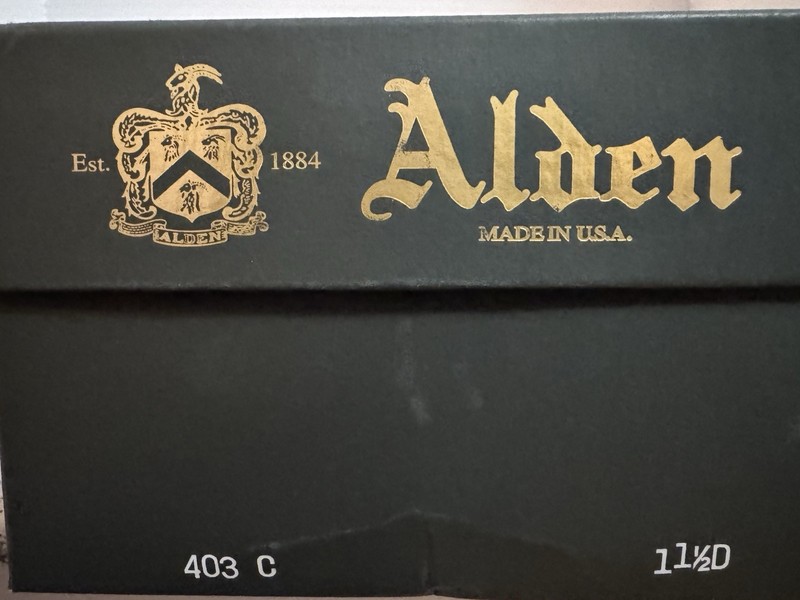 Est. 1884
ALDEN
Alden
MADE IN U.S.A.
403 C
11½D